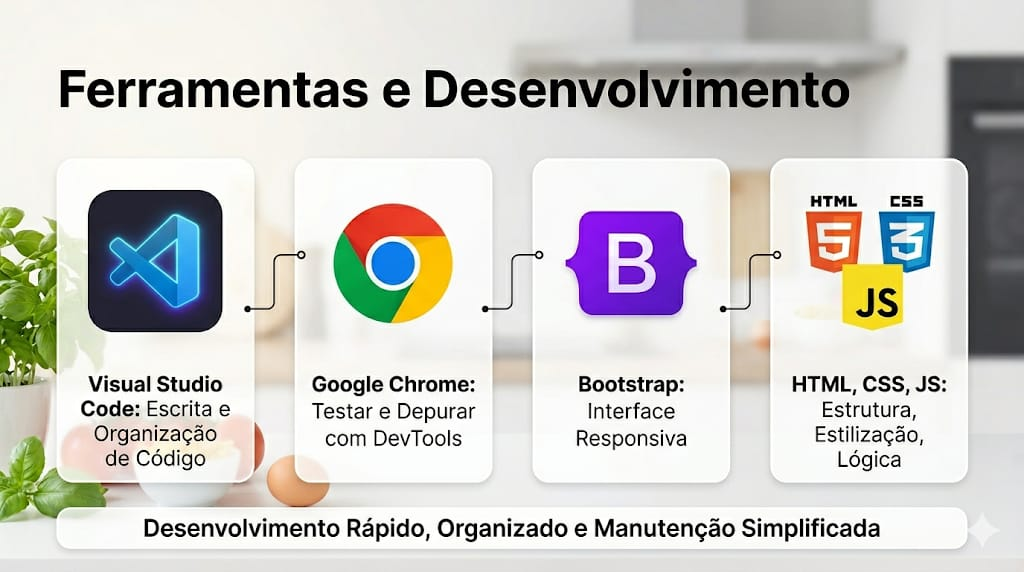 Ferramentas e Desenvolvimento
Visual Studio
Code: Escrita e
Organização
de Código
Google Chrome:
Testar e Depurar
com DevTools
B
Bootstrap:
Interface
Responsiva
HTML
CSS
5
3
JS
HTML, CSS, JS:
Estrutura,
Estilização,
Lógica
Desenvolvimento Rápido, Organizado e Manutenção Simplificada